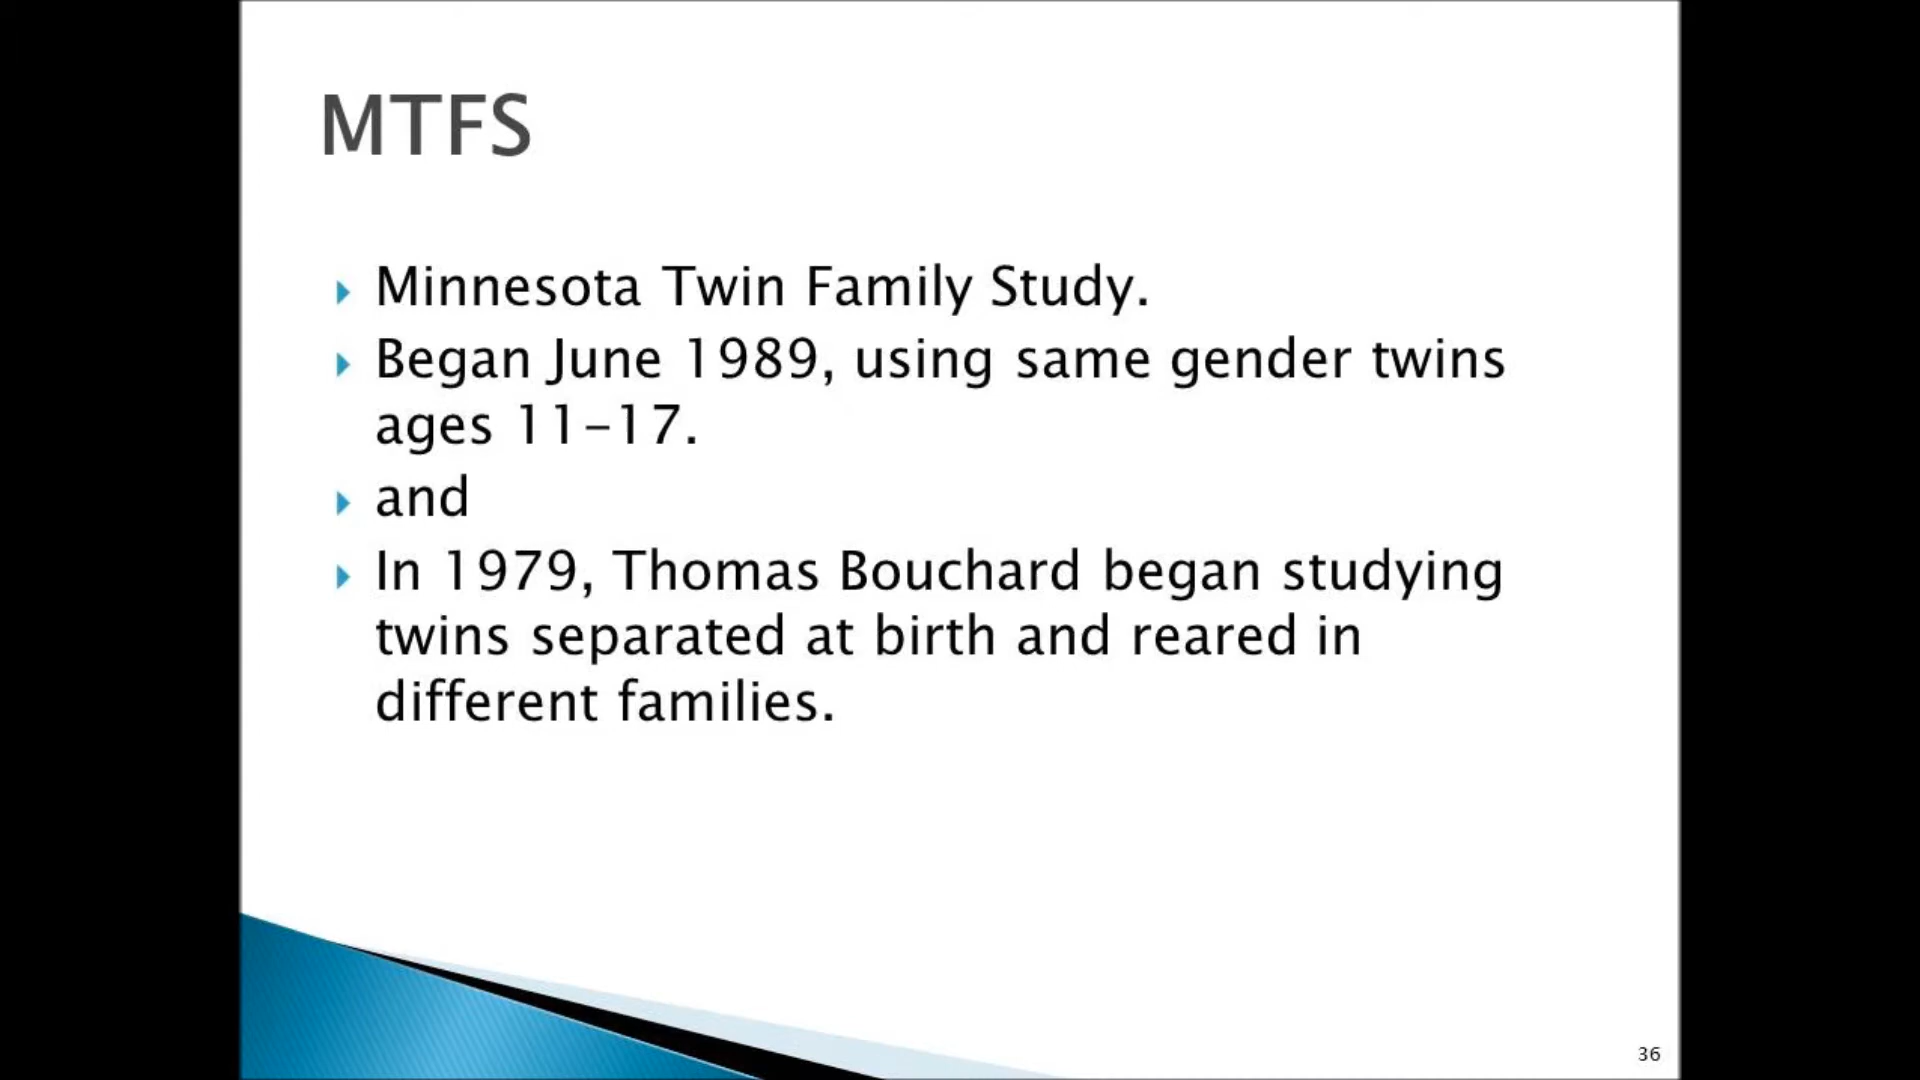 MTFS
Minnesota Twin Family Study.
Began June 1989, using same gender twins
ages 11-17.
and
In 1979, Thomas Bouchard began studying
twins separated at birth and reared in
different families.
36